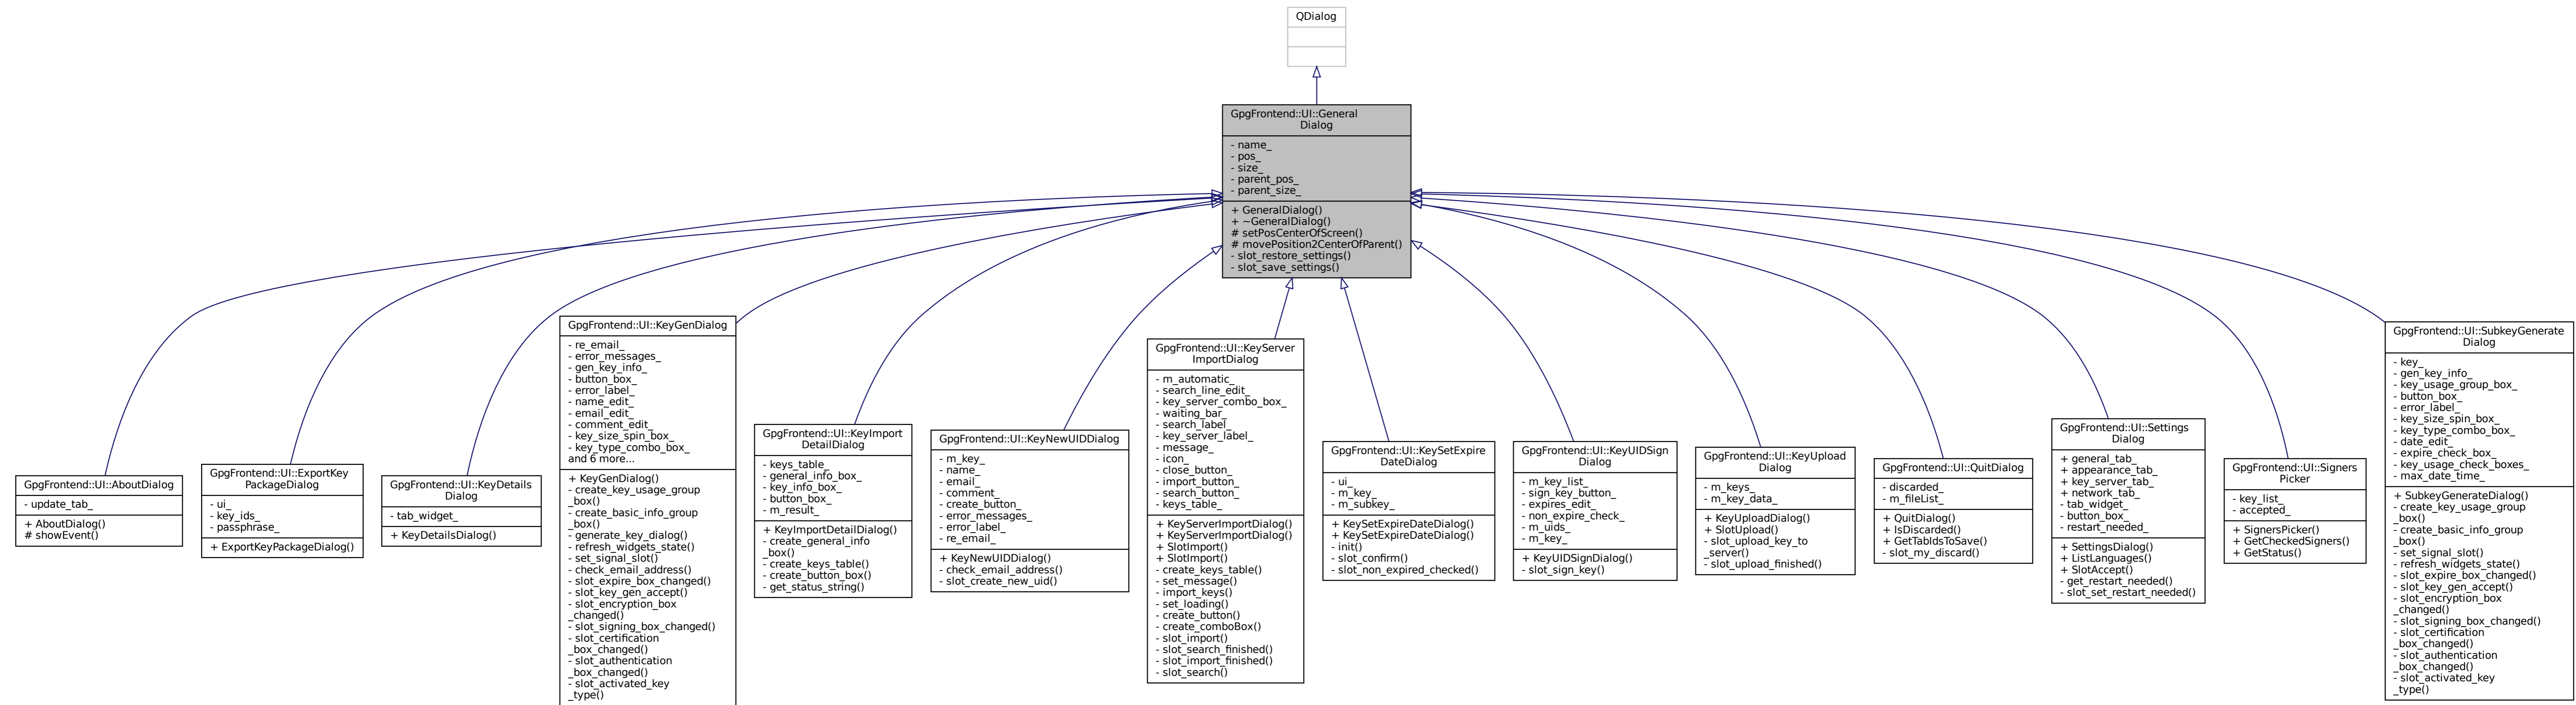 QDialog
GpgFrontend::UI::General
Dialog
- name_
- pos_
- size_
- parent_pos_
- parent_size_
+ GeneralDialog()
+ ~GeneralDialog()
# setPosCenterOfScreen()
# movePosition2CenterOfParent()
- slot_restore_settings()
- slot_save_settings()
GpgFrontend::UI::AboutDialog
- update_tab_
+ AboutDialog()
# showEvent()
GpgFrontend::UI::ExportKey
PackageDialog
- ui_
- key_ids_
- passphrase_
+ ExportKeyPackageDialog()
GpgFrontend::UI::KeyDetails
Dialog
- tab_widget_
+ KeyDetailsDialog()
GpgFrontend::UI::KeyGenDialog
- re_email_
- error_messages_
- gen_key_info_
- button_box_
- error_label_
- name_edit_
- email_edit_
- comment_edit_
- key_size_spin_box_
- key_type_combo_box_
and 6 more...
+ KeyGenDialog()
- create_key_usage_group
_box()
- create_basic_info_group
_box()
- generate_key_dialog()
- refresh_widgets_state()
- set_signal_slot()
- check_email_address()
- slot_expire_box_changed()
- slot_key_gen_accept()
- slot_encryption_box
_changed()
- slot_signing_box_changed()
- slot_certification
_box_changed()
- slot_authentication
_box_changed()
- slot_activated_key
_type()
GpgFrontend::UI::KeyImport
DetailDialog
- keys_table_
- general_info_box_
- key_info_box_
- button_box_
- m_result_
+ KeyImportDetailDialog()
- create_general_info
_box()
- create_keys_table()
- create_button_box()
- get_status_string()
GpgFrontend::UI::KeyNewUIDDialog
- m_key_
- name_
- email_
- comment_
- create_button_
- error_messages_
- error_label_
- re_email_
+ KeyNewUIDDialog()
- check_email_address()
- slot_create_new_uid()
GpgFrontend::UI::KeyServer
ImportDialog
- m_automatic_
- search_line_edit_
- key_server_combo_box_
- waiting_bar_
- search_label_
- key_server_label_
- message_
- icon_
- close_button_
- import_button_
- search_button_
- keys_table_
+ KeyServerImportDialog()
+ KeyServerImportDialog()
+ SlotImport()
+ SlotImport()
- create_keys_table()
- set_message()
- import_keys()
- set_loading()
- create_button()
- create_comboBox()
- slot_import()
- slot_search_finished()
- slot_import_finished()
- slot_search()
GpgFrontend::UI::KeySetExpire
DateDialog
- ui_
- m_key_
- m_subkey_
+ KeySetExpireDateDialog()
+ KeySetExpireDateDialog()
- init()
- slot_confirm()
- slot_non_expired_checked()
GpgFrontend::UI::KeyUIDSign
Dialog
- m_key_list_
- sign_key_button_
- expires_edit_
- non_expire_check_
- m_uids_
- m_key_
+ KeyUIDSignDialog()
- slot_sign_key()
GpgFrontend::UI::KeyUpload
Dialog
- m_keys_
- m_key_data_
+ KeyUploadDialog()
+ SlotUpload()
- slot_upload_key_to
_server()
- slot_upload_finished()
GpgFrontend::UI::QuitDialog
- discarded_
- m_fileList_
+ QuitDialog()
+ IsDiscarded()
+ GetTabIdsToSave()
- slot_my_discard()
GpgFrontend::UI::Settings
Dialog
+ general_tab_
+ appearance_tab_
+ key_server_tab_
+ network_tab_
- tab_widget_
- button_box_
- restart_needed_
+ SettingsDialog()
+ ListLanguages()
+ SlotAccept()
- get_restart_needed()
- slot_set_restart_needed()
GpgFrontend::UI::Signers
Picker
- key_list_
- accepted_
+ SignersPicker()
+ GetCheckedSigners()
+ GetStatus()
GpgFrontend::UI::SubkeyGenerate
Dialog
- key_
- gen_key_info_
- key_usage_group_box_
- button_box_
- error_label_
- key_size_spin_box_
- key_type_combo_box_
- date_edit_
- expire_check_box_
- key_usage_check_boxes_
- max_date_time_
+ SubkeyGenerateDialog()
- create_key_usage_group
_box()
- create_basic_info_group
_box()
- set_signal_slot()
- refresh_widgets_state()
- slot_expire_box_changed()
- slot_key_gen_accept()
- slot_encryption_box
_changed()
- slot_signing_box_changed()
- slot_certification
_box_changed()
- slot_authentication
_box_changed()
- slot_activated_key
_type()